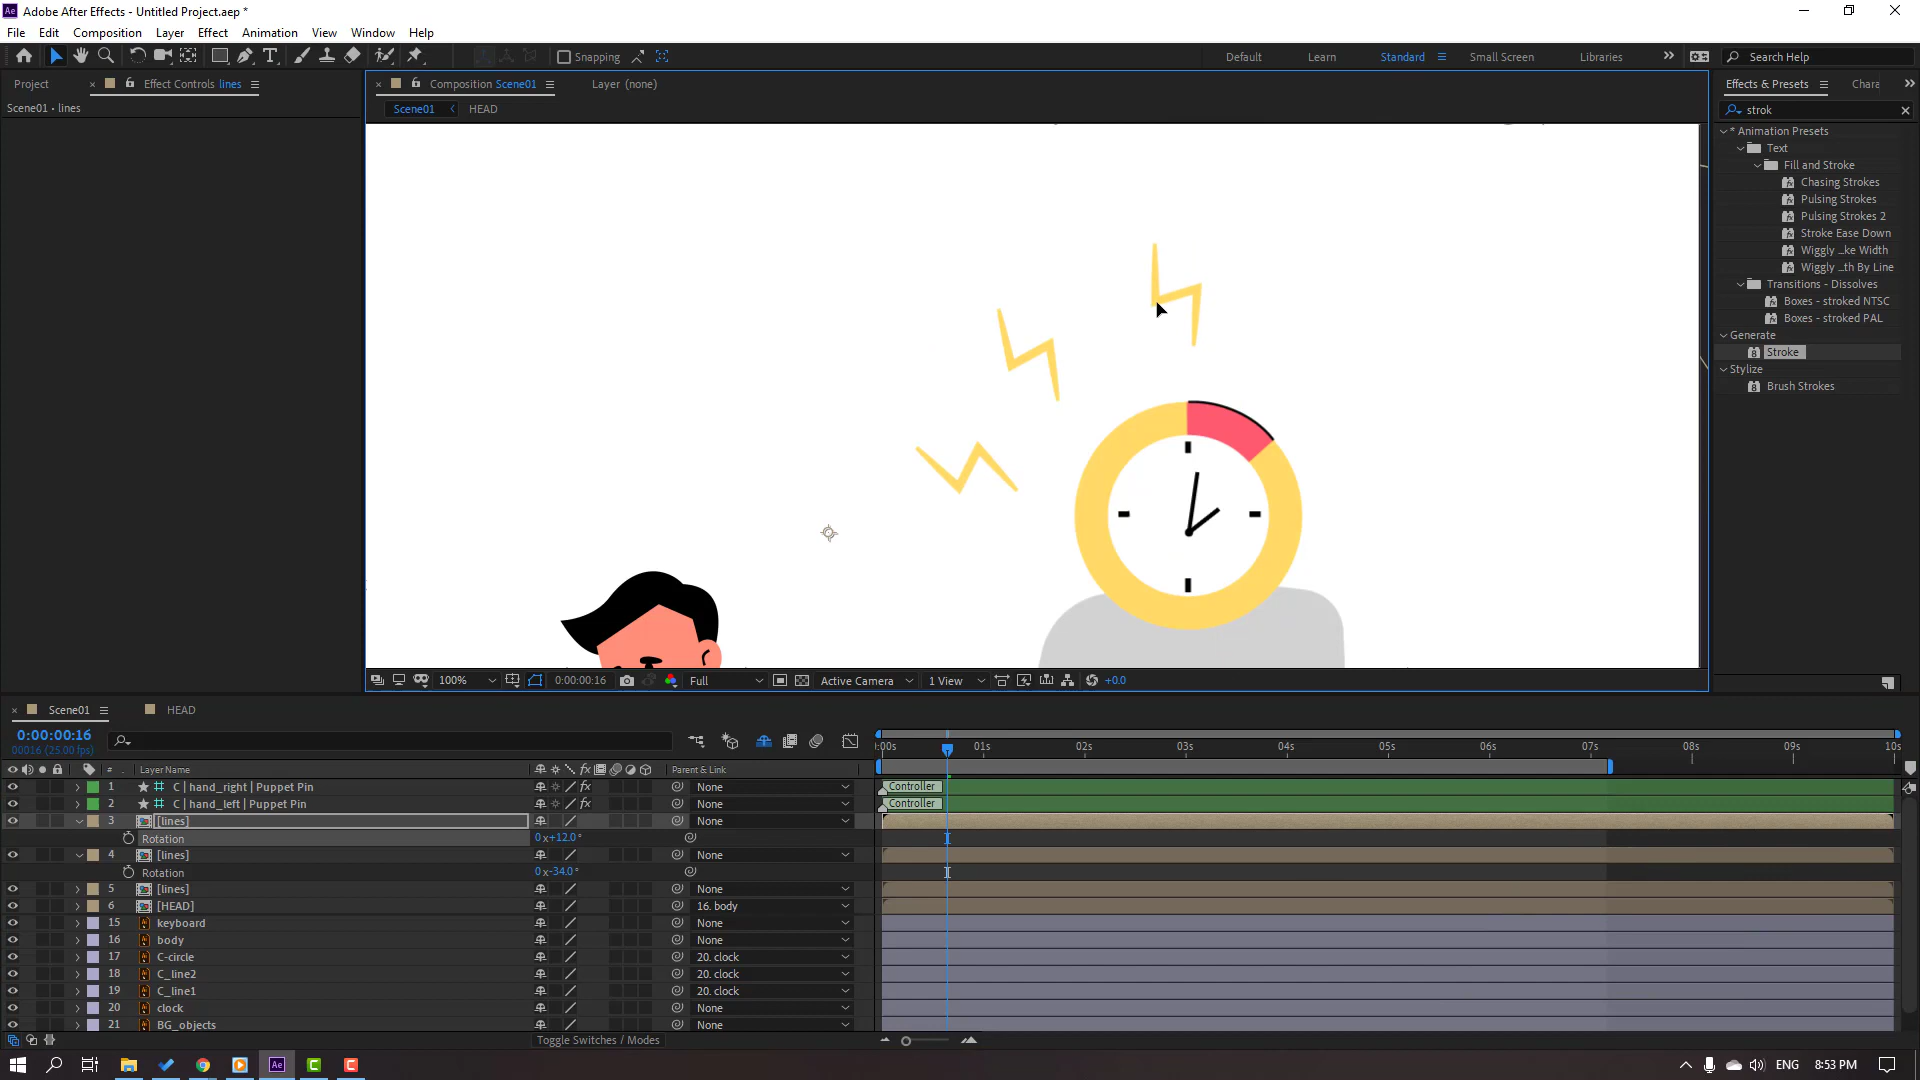 Adobe After Effects - Untitled Project.aep *
File Edit Composition Layer Effect Animation View Window Help
Snapping Default Learn Standard Small Screen Libraries Search Help
Project Effect Controls lines Composition Scene01 Layer (none) Effects & Presets Chara
Scene01 • lines Scene01 HEAD strok
* Animation Presets
Text
Fill and Stroke
Chasing Strokes
Pulsing Strokes
Pulsing Strokes 2
Stroke Ease Down
Wiggly ...ke Width
Wiggly ...th By Line
Transitions - Dissolves
Boxes - stroked NTSC
Boxes - stroked PAL
Generate
Stroke
Stylize
Brush Strokes
100% 0:00:00:16 Full Active Camera 1 View +0.0
Scene01 HEAD
0:00:00:16
00016 (25.00 fps)
:00s 01s 02s 03s 04s 05s 06s 07s 08s 09s 10s
# Layer Name Parent & Link
1 C | hand_right | Puppet Pin fx None Controller
2 C | hand_left | Puppet Pin fx None Controller
3 [lines] None
Rotation 0x+12.0°
4 [lines] None
Rotation 0x-34.0°
5 [lines] None
6 [HEAD] 16. body
15 keyboard None
16 body None
17 C-circle 20. clock
18 C_line2 20. clock
19 C_line1 20. clock
20 clock None
21 BG_objects None
Toggle Switches / Modes
Ae ENG 8:53 PM